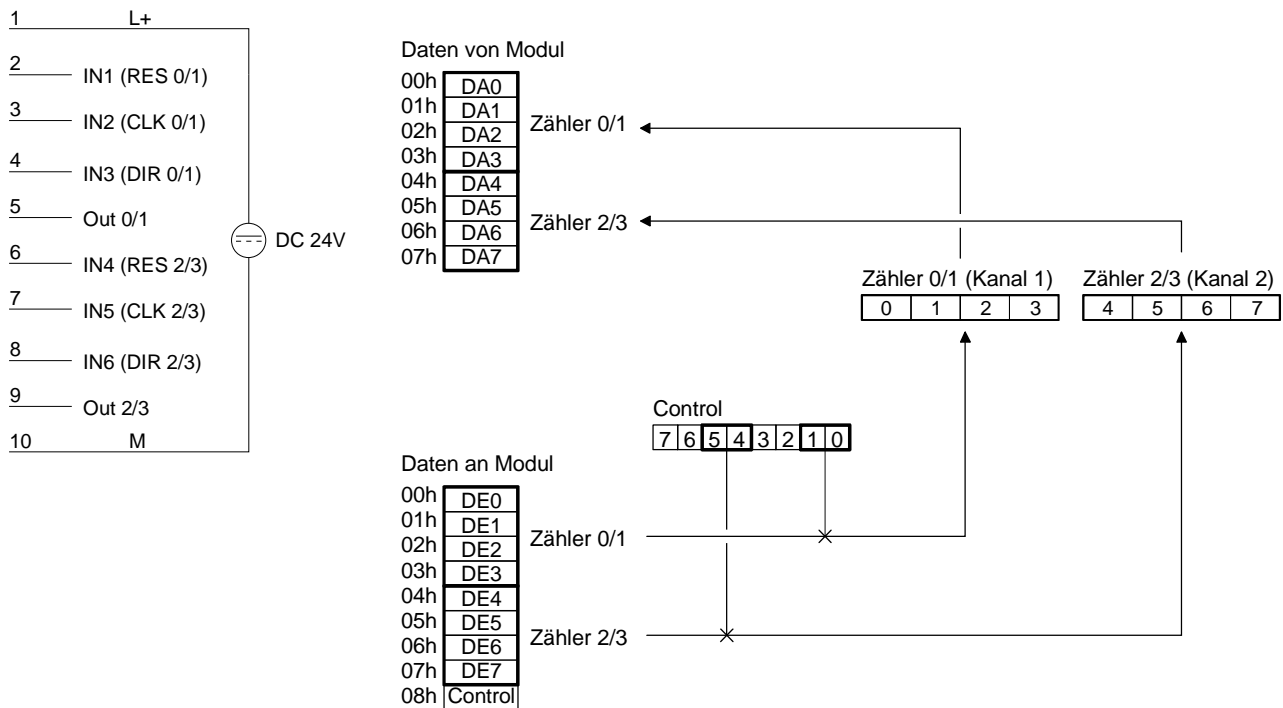 1 L+
2 IN1 (RES 0/1)
3 IN2 (CLK 0/1)
4 IN3 (DIR 0/1)
5 Out 0/1
DC 24V
6 IN4 (RES 2/3)
7 IN5 (CLK 2/3)
8 IN6 (DIR 2/3)
9 Out 2/3
10 M
Daten von Modul
00h DA0
01h DA1
02h DA2
03h DA3
Zähler 0/1
04h DA4
05h DA5
06h DA6
07h DA7
Zähler 2/3
Zähler 0/1 (Kanal 1)
0 1 2 3
Zähler 2/3 (Kanal 2)
4 5 6 7
Control
7 6 5 4 3 2 1 0
Daten an Modul
00h DE0
01h DE1
02h DE2
03h DE3
Zähler 0/1
04h DE4
05h DE5
06h DE6
07h DE7
Zähler 2/3
08h Control